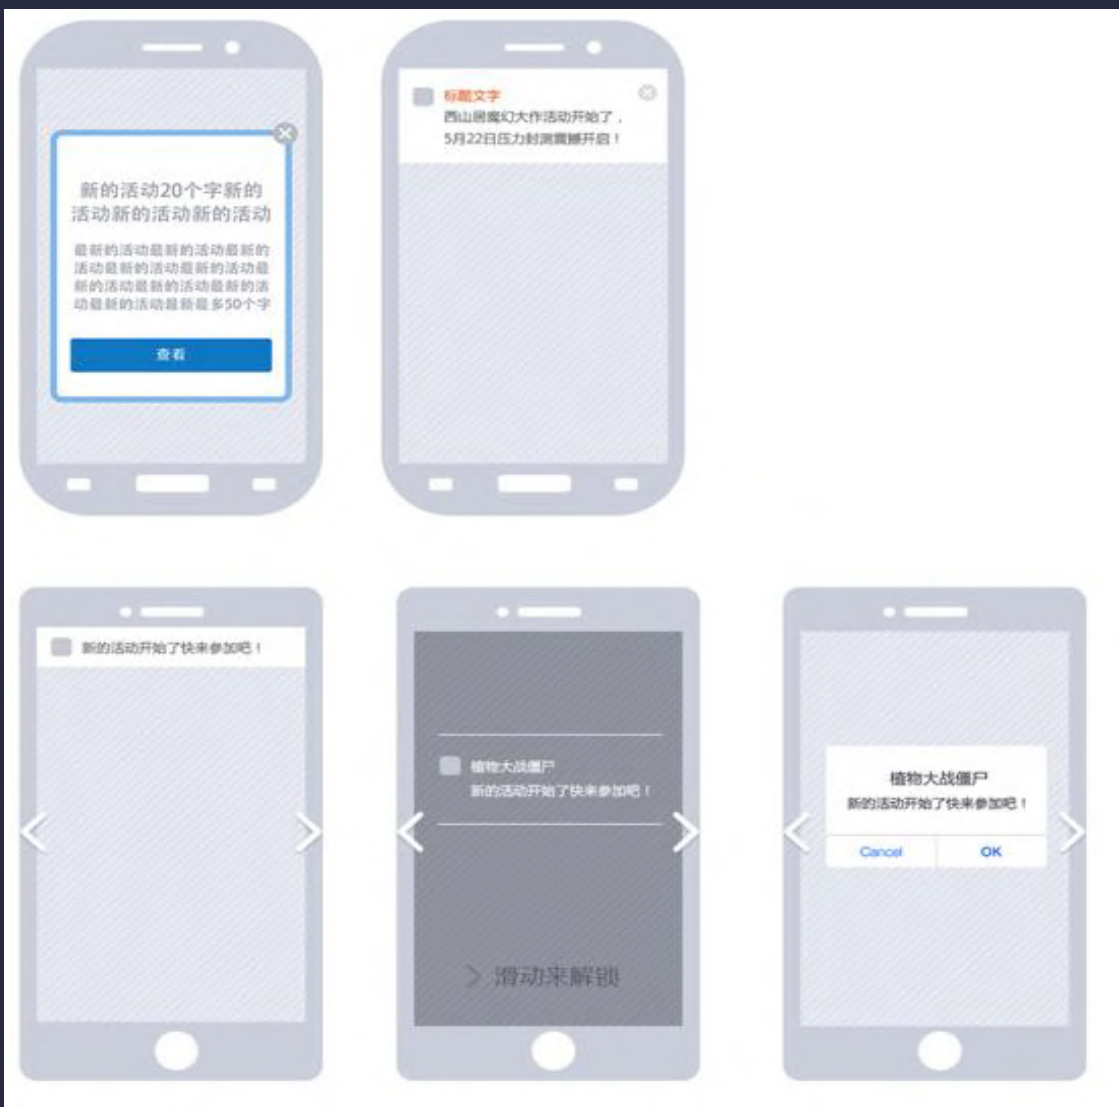 新的活动20个字新的
活动新的活动新的活动
最新的活动最新的活动最新的
活动最新的活动最新的活动最
新的活动最新的活动最新的活
动最新的活动最新最多50个字
查看
标题文字
西山居魔幻大作活动开始了，
5月22日压力封测震撼开启！
新的活动开始了快来参加吧！
植物大战僵尸
新的活动开始了快来参加吧！
滑动来解锁
植物大战僵尸
新的活动开始了快来参加吧！
Cancel
OK